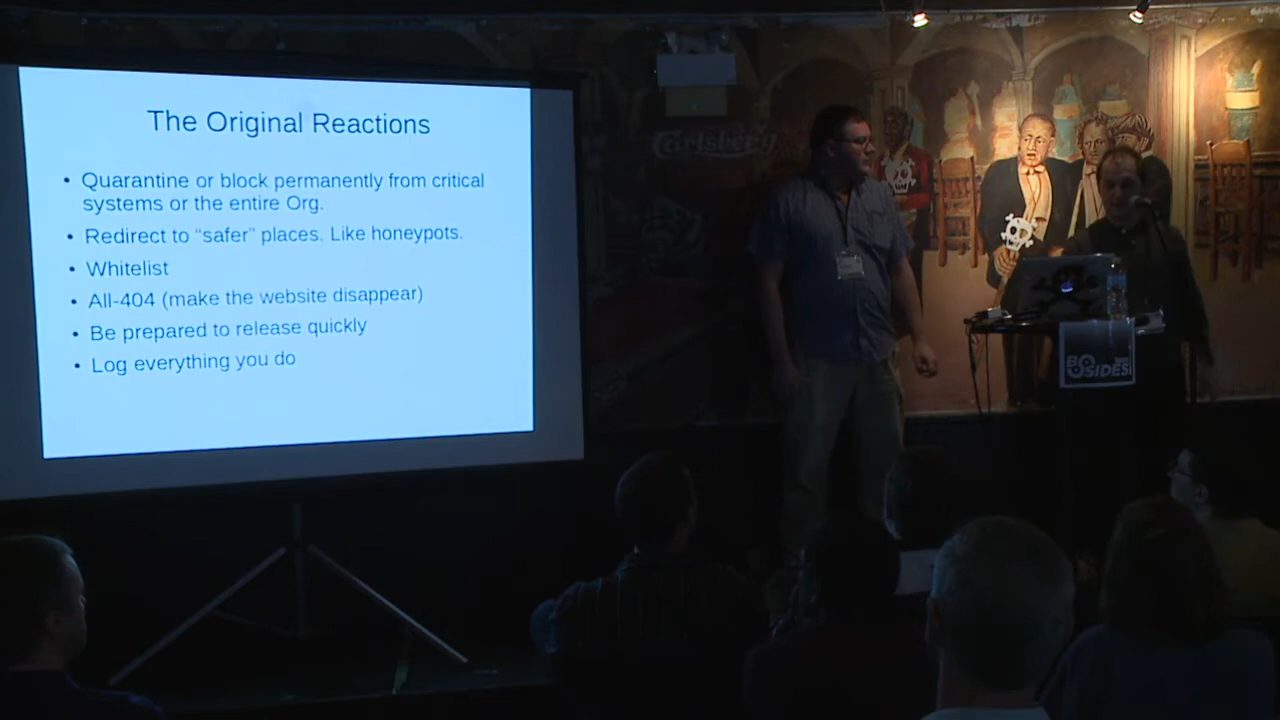 The Original Reactions
• Quarantine or block permanently from critical
systems or the entire Org.
• Redirect to “safer” places. Like honeypots.
• Whitelist
• All-404 (make the website disappear)
• Be prepared to release quickly
• Log everything you do
Carlsberg
BSIDES